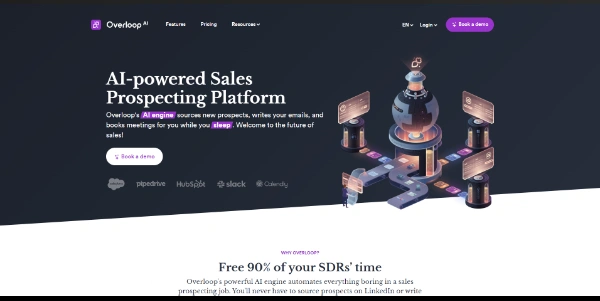 Overloop AI
Features
Pricing
Resources
EN
Login
Book a demo
AI-powered Sales
Prospecting Platform
Overloop's AI engine sources new prospects, writes your emails, and
books meetings for you while you sleep. Welcome to the future of
sales!
Book a demo
salesforce
pipedrive
HubSpot
slack
Calendly
WHY OVERLOOP?
Free 90% of your SDRs' time
Overloop's powerful AI engine automates everything boring in a sales
prospecting job. You'll never have to source prospects on LinkedIn or write